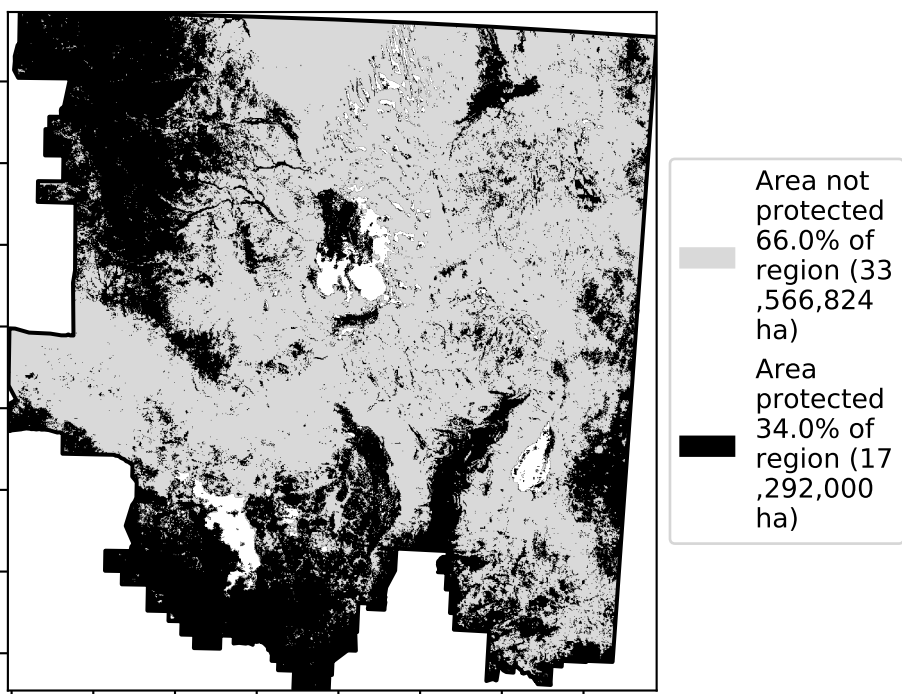 Area not
protected
66.0% of
region (33
,566,824
ha)
Area
protected
34.0% of
region (17
,292,000
ha)